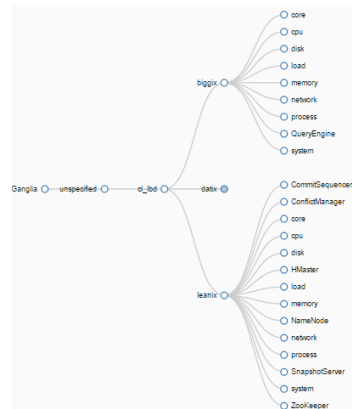 core
cpu
disk
load
biggix
memory
network
process
QueryEngine
system
Ganglia
unspecified
cl_lbd
datix
CommitSequencer
ConflictManager
core
cpu
disk
HMaster
leanix
load
memory
NameNode
network
process
SnapshotServer
system
ZooKeeper